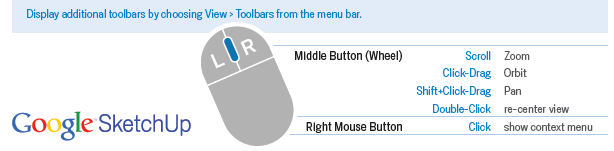 Display additional toolbars by choosing View > Toolbars from the menu bar.
L R
Middle Button (Wheel) Scroll Zoom
Click-Drag Orbit
Shift+Click-Drag Pan
Double-Click re-center view
Google SketchUp
Right Mouse Button Click show context menu